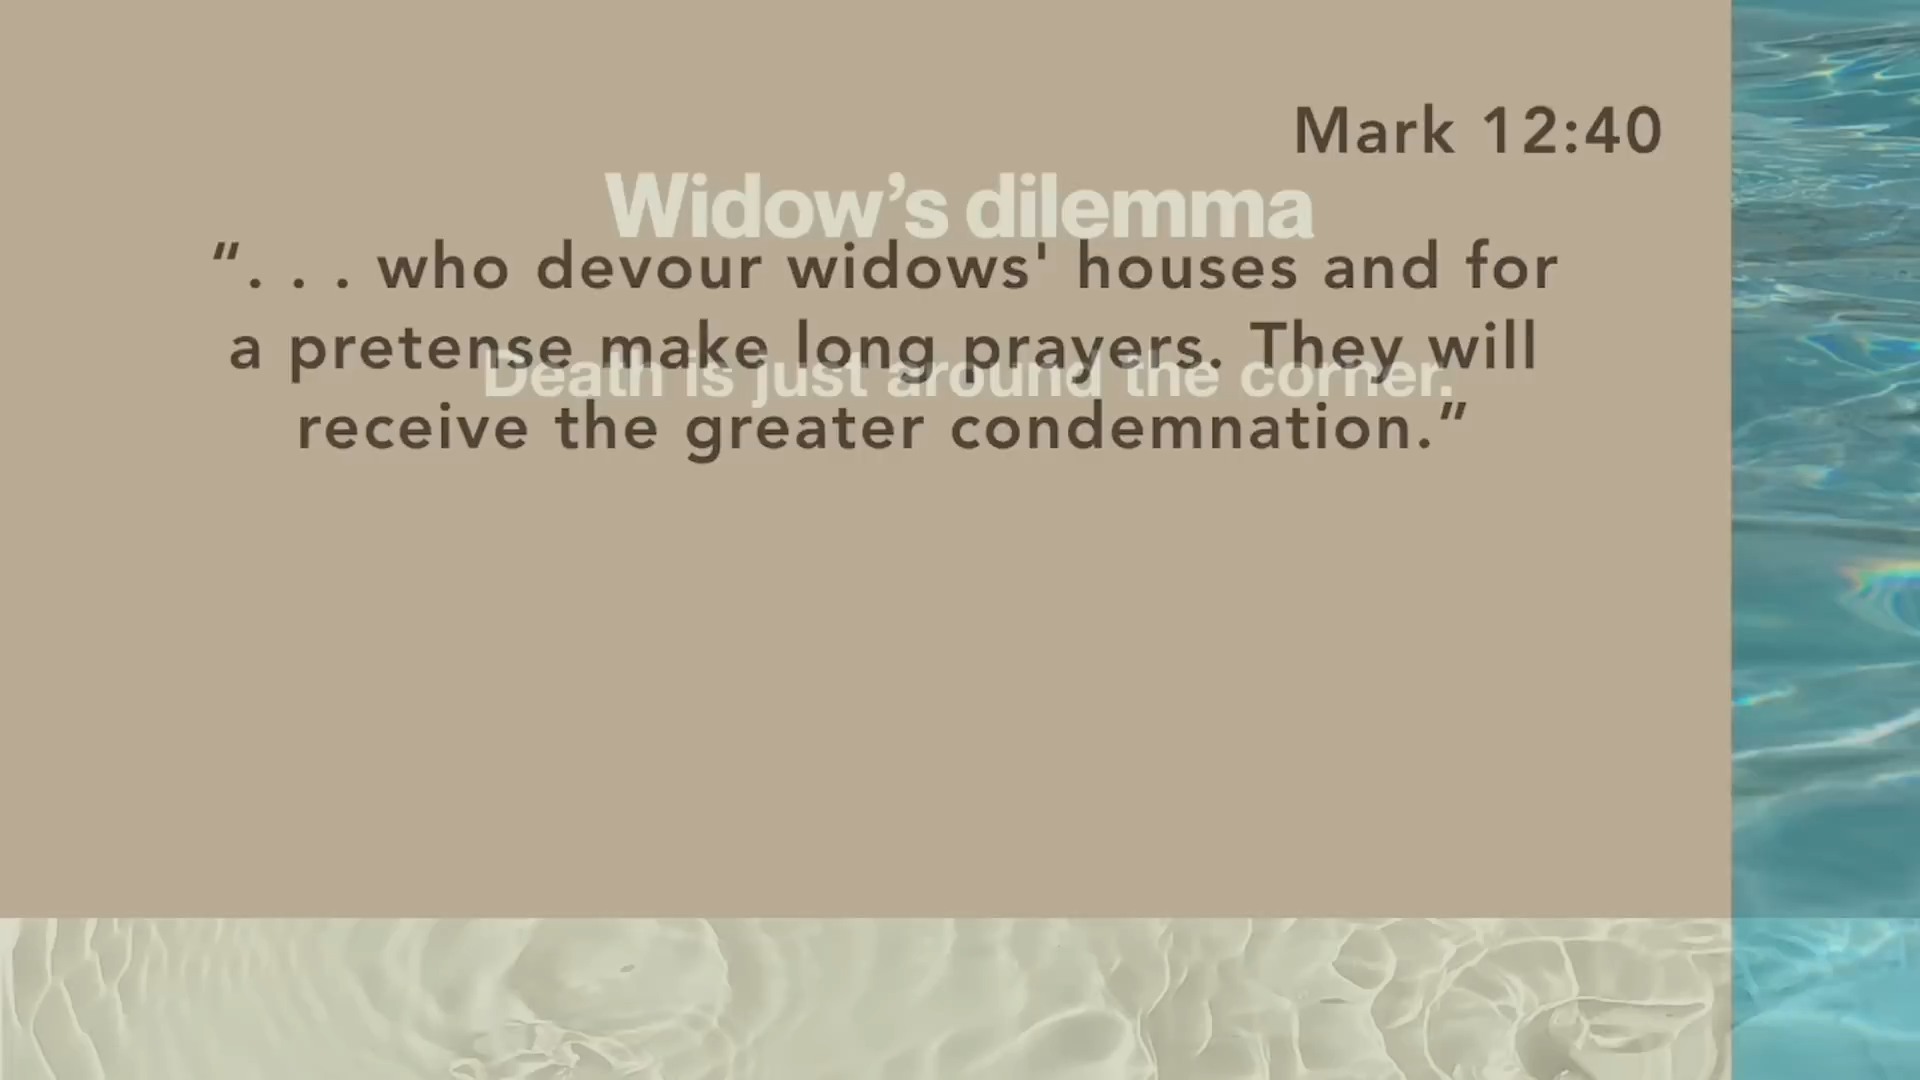 Mark 12:40
Widow’s dilemma
“. . . who devour widows' houses and for
a pretense make long prayers. They will
Death is just around the corner.
receive the greater condemnation.”